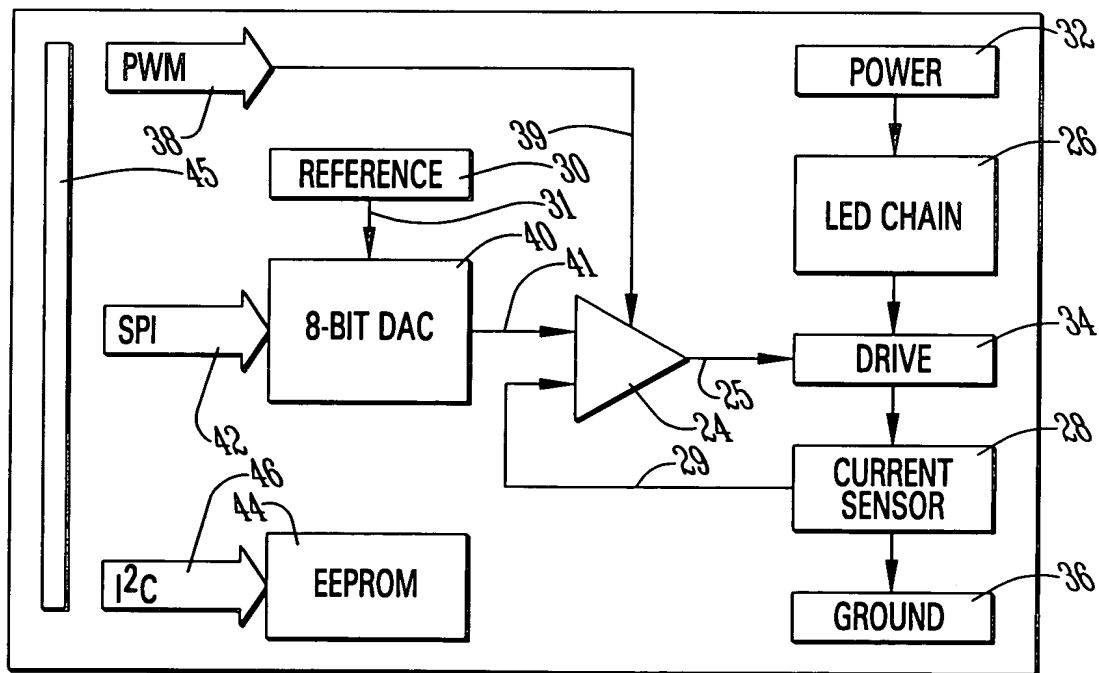 PWM
32
POWER
38
39
45
REFERENCE
30
26
31
LED CHAIN
40
41
SPI
8-BIT DAC
34
DRIVE
25
42
24
28
46
29
CURRENT
SENSOR
44
I²C
EEPROM
36
GROUND